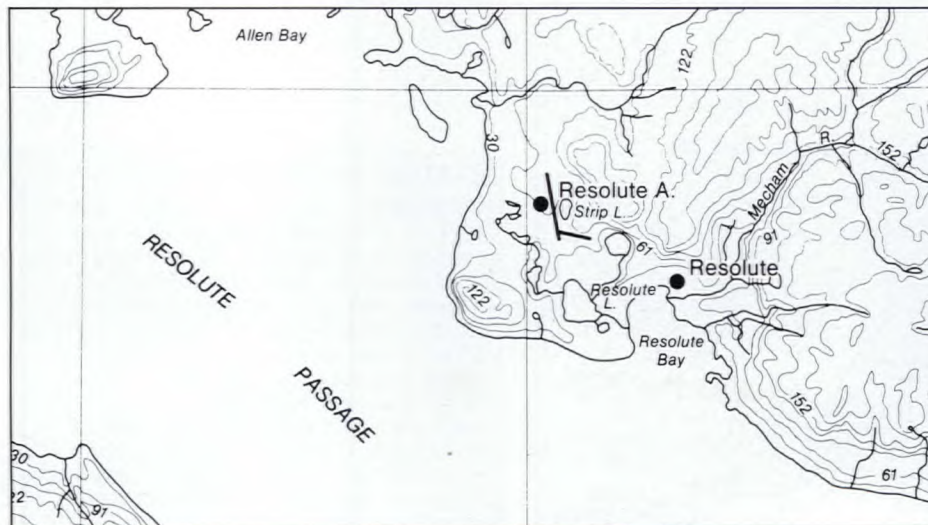 Allen Bay
122
30
R.
152
Mecham
Resolute A.
Strip L.
61
91
Resolute
RESOLUTE
122
Resolute
L.
Resolute
Bay
PASSAGE
152
30
22
91
61